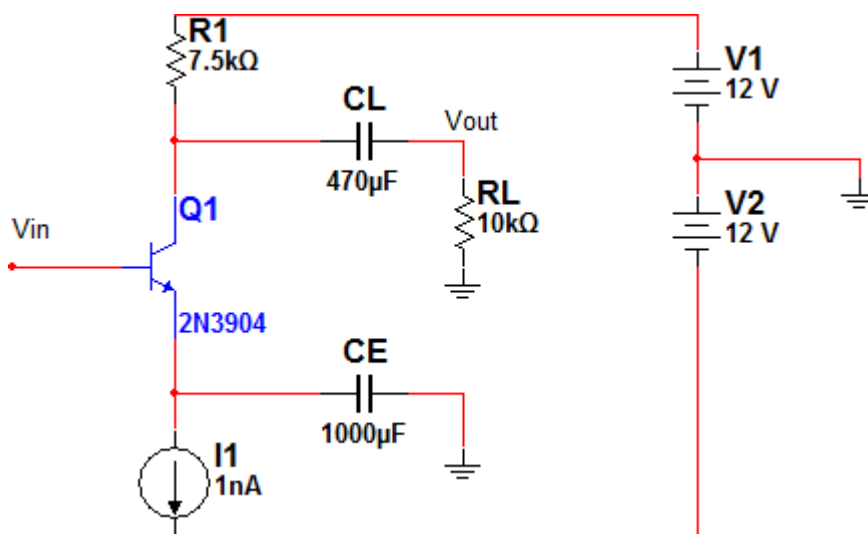 R1
7.5kΩ
V1
12 V
CL
470µF
Vout
RL
10kΩ
Q1
Vin
2N3904
V2
12 V
CE
1000µF
I1
1nA